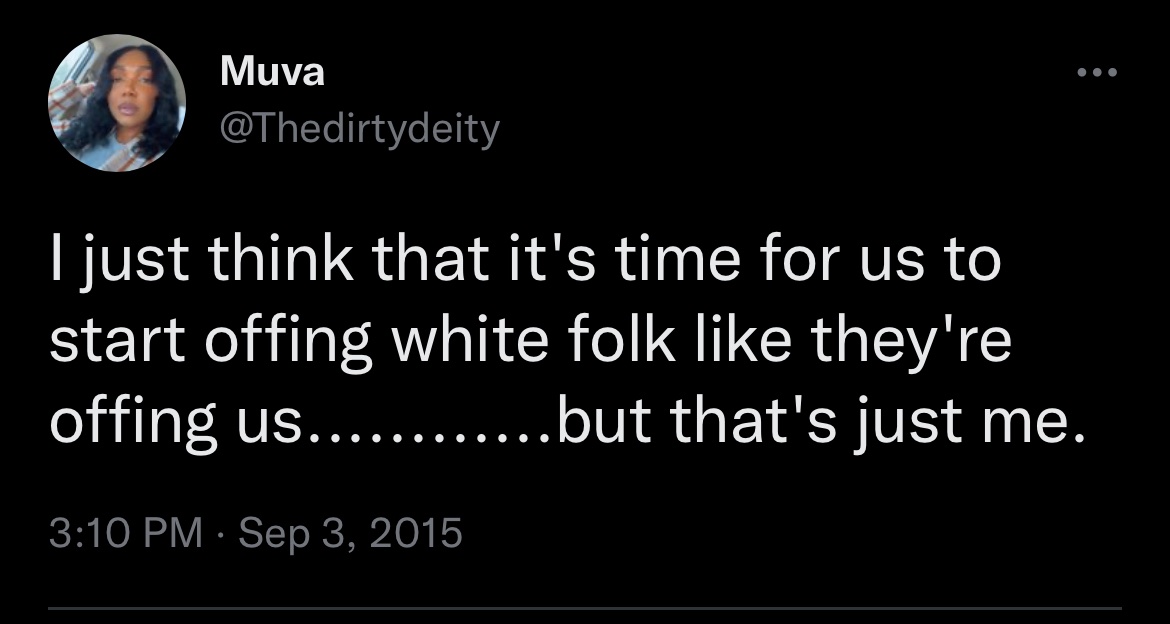 Muva
@Thedirtydeity
I just think that it's time for us to
start offing white folk like they're
offing us............but that's just me.
3:10 PM · Sep 3, 2015